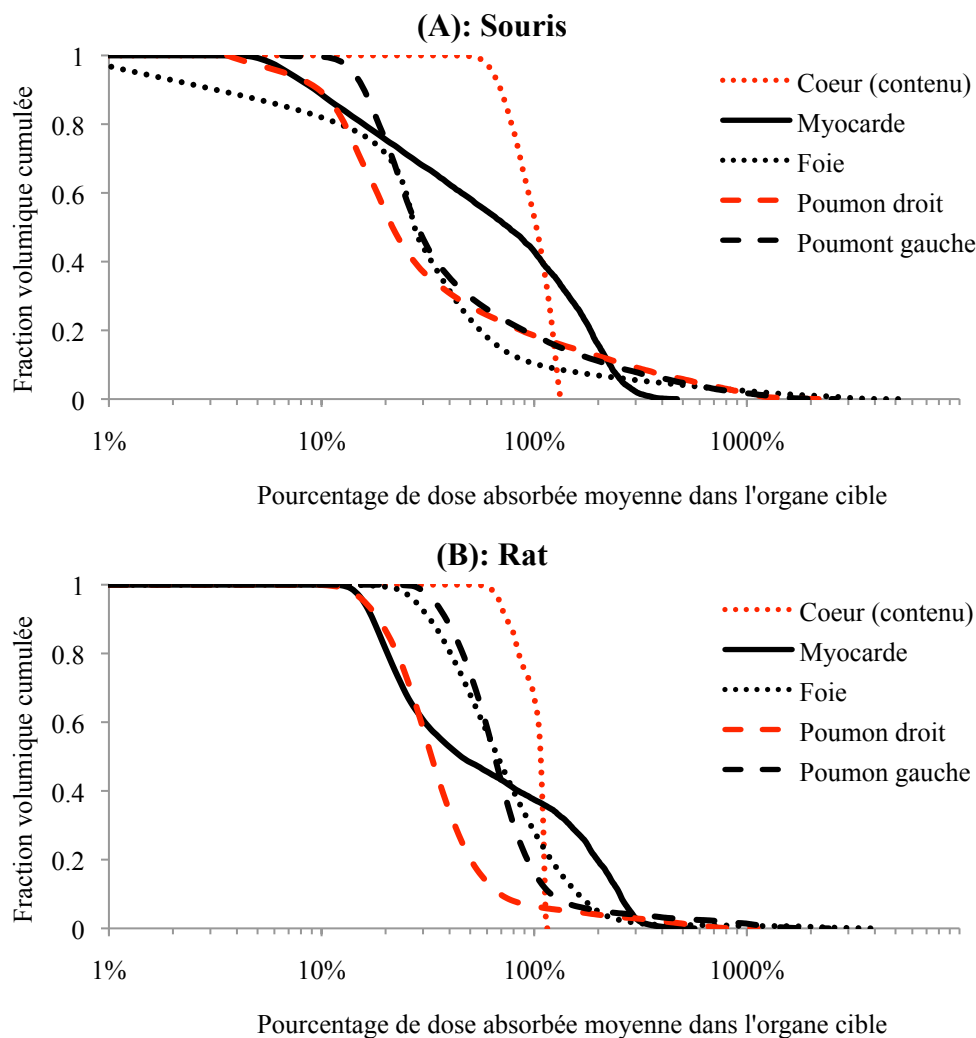 (A): Souris
Fraction volumique cumulée
1
0.8
0.6
0.4
0.2
0
1%
10%
100%
1000%
Pourcentage de dose absorbée moyenne dans l'organe cible
Coeur (contenu)
Myocarde
Foie
Poumon droit
Poumont gauche
(B): Rat
Fraction volumique cumulée
1
0.8
0.6
0.4
0.2
0
1%
10%
100%
1000%
Pourcentage de dose absorbée moyenne dans l'organe cible
Coeur (contenu)
Myocarde
Foie
Poumon droit
Poumon gauche